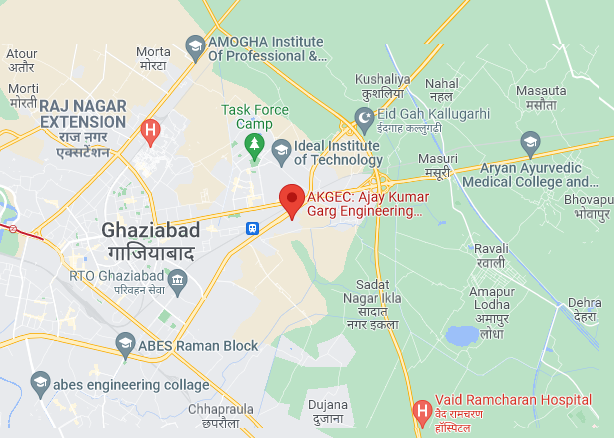 AMOGHA Institute
Of Professional &...
Atour
अतौर
Morta
मोरटा
Morti
मोरती
Kushaliya
कुशलिया
Nahal
नहल
Masauta
मसौता
RAJ NAGAR
EXTENSION
राज नगर
एक्सटेंशन
H
Task Force
Camp
Eid Gah Kallugarhi
ईदगाह कल्लुगढी
Ideal Institute
of Technology
Masuri
मसूरी
Aryan Ayurvedic
Medical College and...
AKGEC: Ajay Kumar
Garg Engineering...
Bhovapu
भोवापुर
Ghaziabad
गाजियाबाद
Ravali
रवाली
RTO Ghaziabad
परिवहन सेवा
Sadat
Nagar Ikla
सादात
नगर इकला
Amapur
Lodha
अमापुर
लोधा
Dehra
देहरा
ABES Raman Block
abes engineering collage
Chhapraula
छपरौला
Dujana
दुजाना
H
Vaid Ramcharan Hospital
वैद रामचरण
हॉस्पिटल